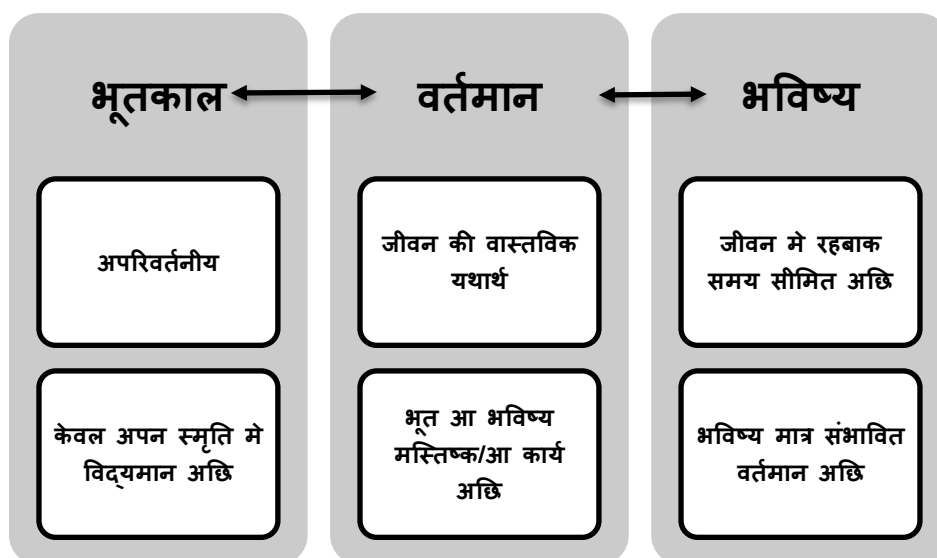 भूतकाल
अपरिवर्तनीय
केवल अपन स्मृति मे
विद्यमान अछि
वर्तमान
जीवन की वास्तविक
यथार्थ
भूत आ भविष्य
मस्तिष्क/आ कार्य
अछि
भविष्य
जीवन मे रहबाक
समय सीमित अछि
भविष्य मात्र संभावित
वर्तमान अछि